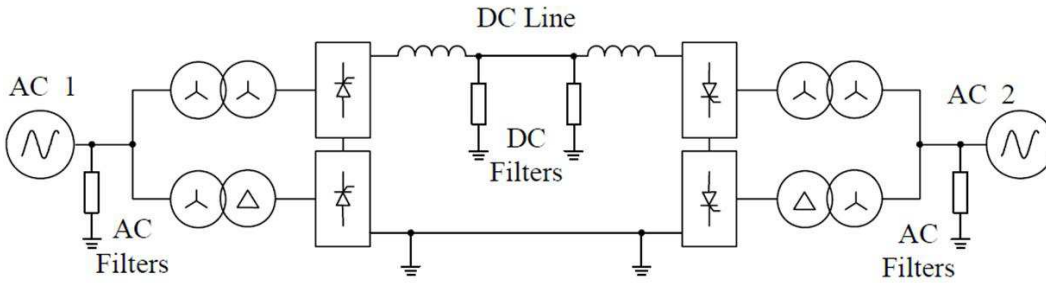 DC Line
AC 1
AC 2
DC
Filters
AC
Filters
AC
Filters